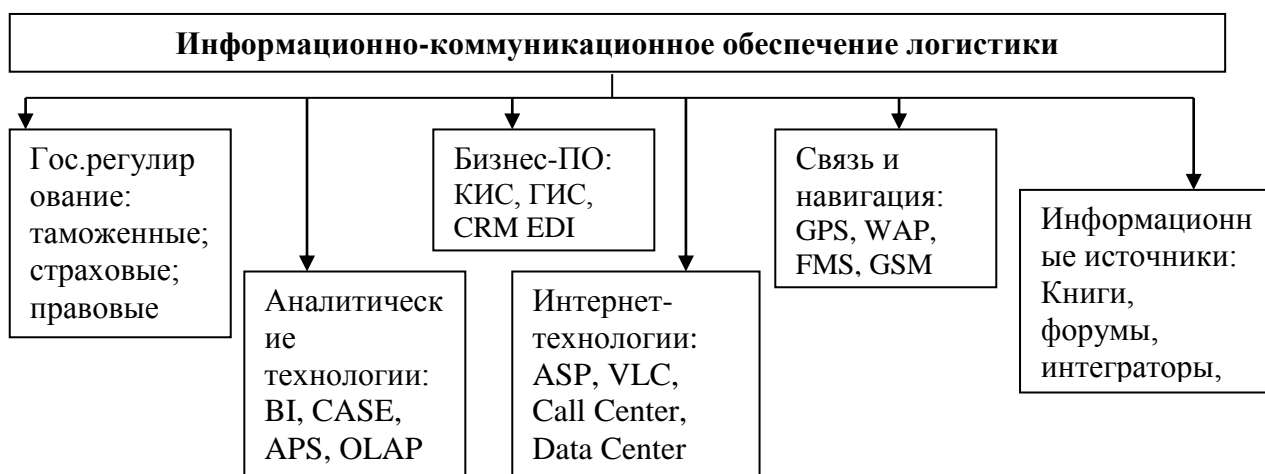 Информационно-коммуникационное обеспечение логистики
Гос.регулир
ование:
таможенные;
страховые;
правовые
Аналитическ
ие
технологии:
BI, CASE,
APS, OLAP
Бизнес-ПО:
КИС, ГИС,
CRM EDI
Интернет-
технологии:
ASP, VLC,
Call Center,
Data Center
Связь и
навигация:
GPS, WAP,
FMS, GSM
Информационн
ые источники:
Книги,
форумы,
интеграторы,